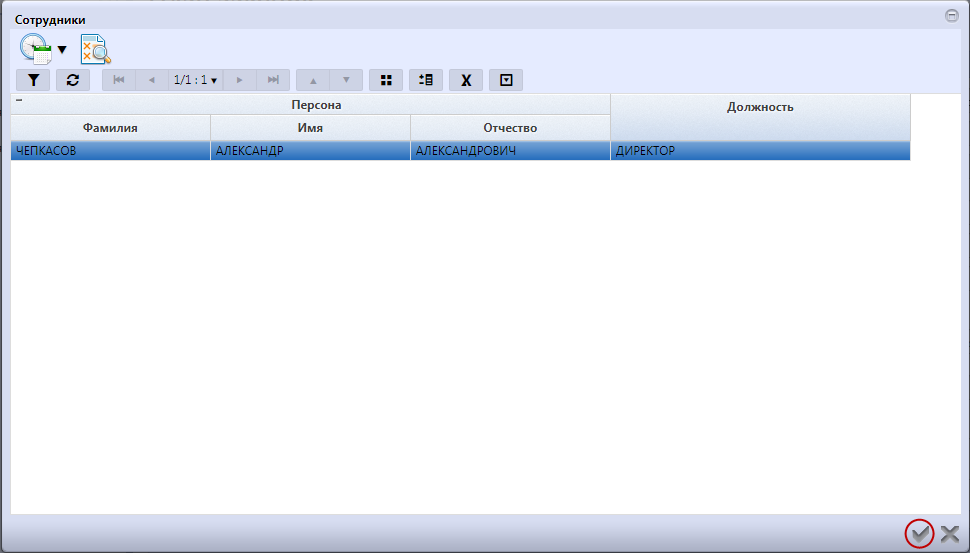 Сотрудники
1/1 : 1
Персона
Должность
Фамилия Имя Отчество
ЧЕПКАСОВ АЛЕКСАНДР АЛЕКСАНДРОВИЧ ДИРЕКТОР